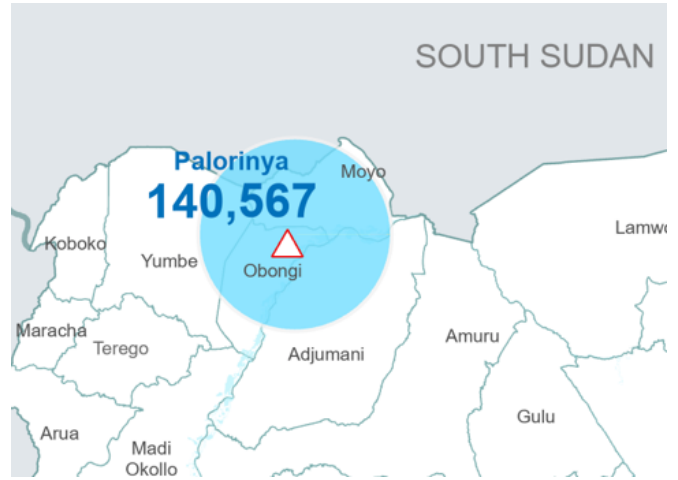 SOUTH SUDAN
Palorinya
Moyo
140,567
Lamwo
Koboko
Yumbe
Obongi
Maracha
Terego
Adjumani
Amuru
Gulu
Arua
Madi
Okollo